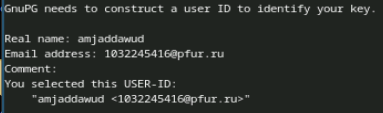 GnuPG needs to construct a user ID to identify your key.
Real name: amjaddawud
Email address: 1032245416@pfur.ru
Comment:
You selected this USER-ID:
"amjaddawud <1032245416@pfur.ru>"